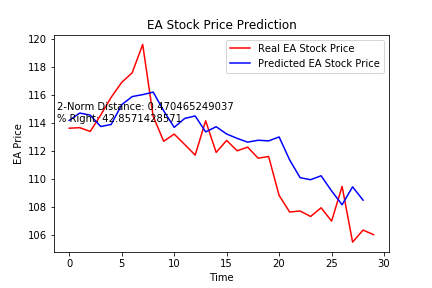 EA Stock Price Prediction
120
118
116
114
112
110
108
106
EA Price
Real EA Stock Price
Predicted EA Stock Price
2-Norm Distance: 0.470465249037
% Right: 42.8571428571
0 5 10 15 20 25 30
Time